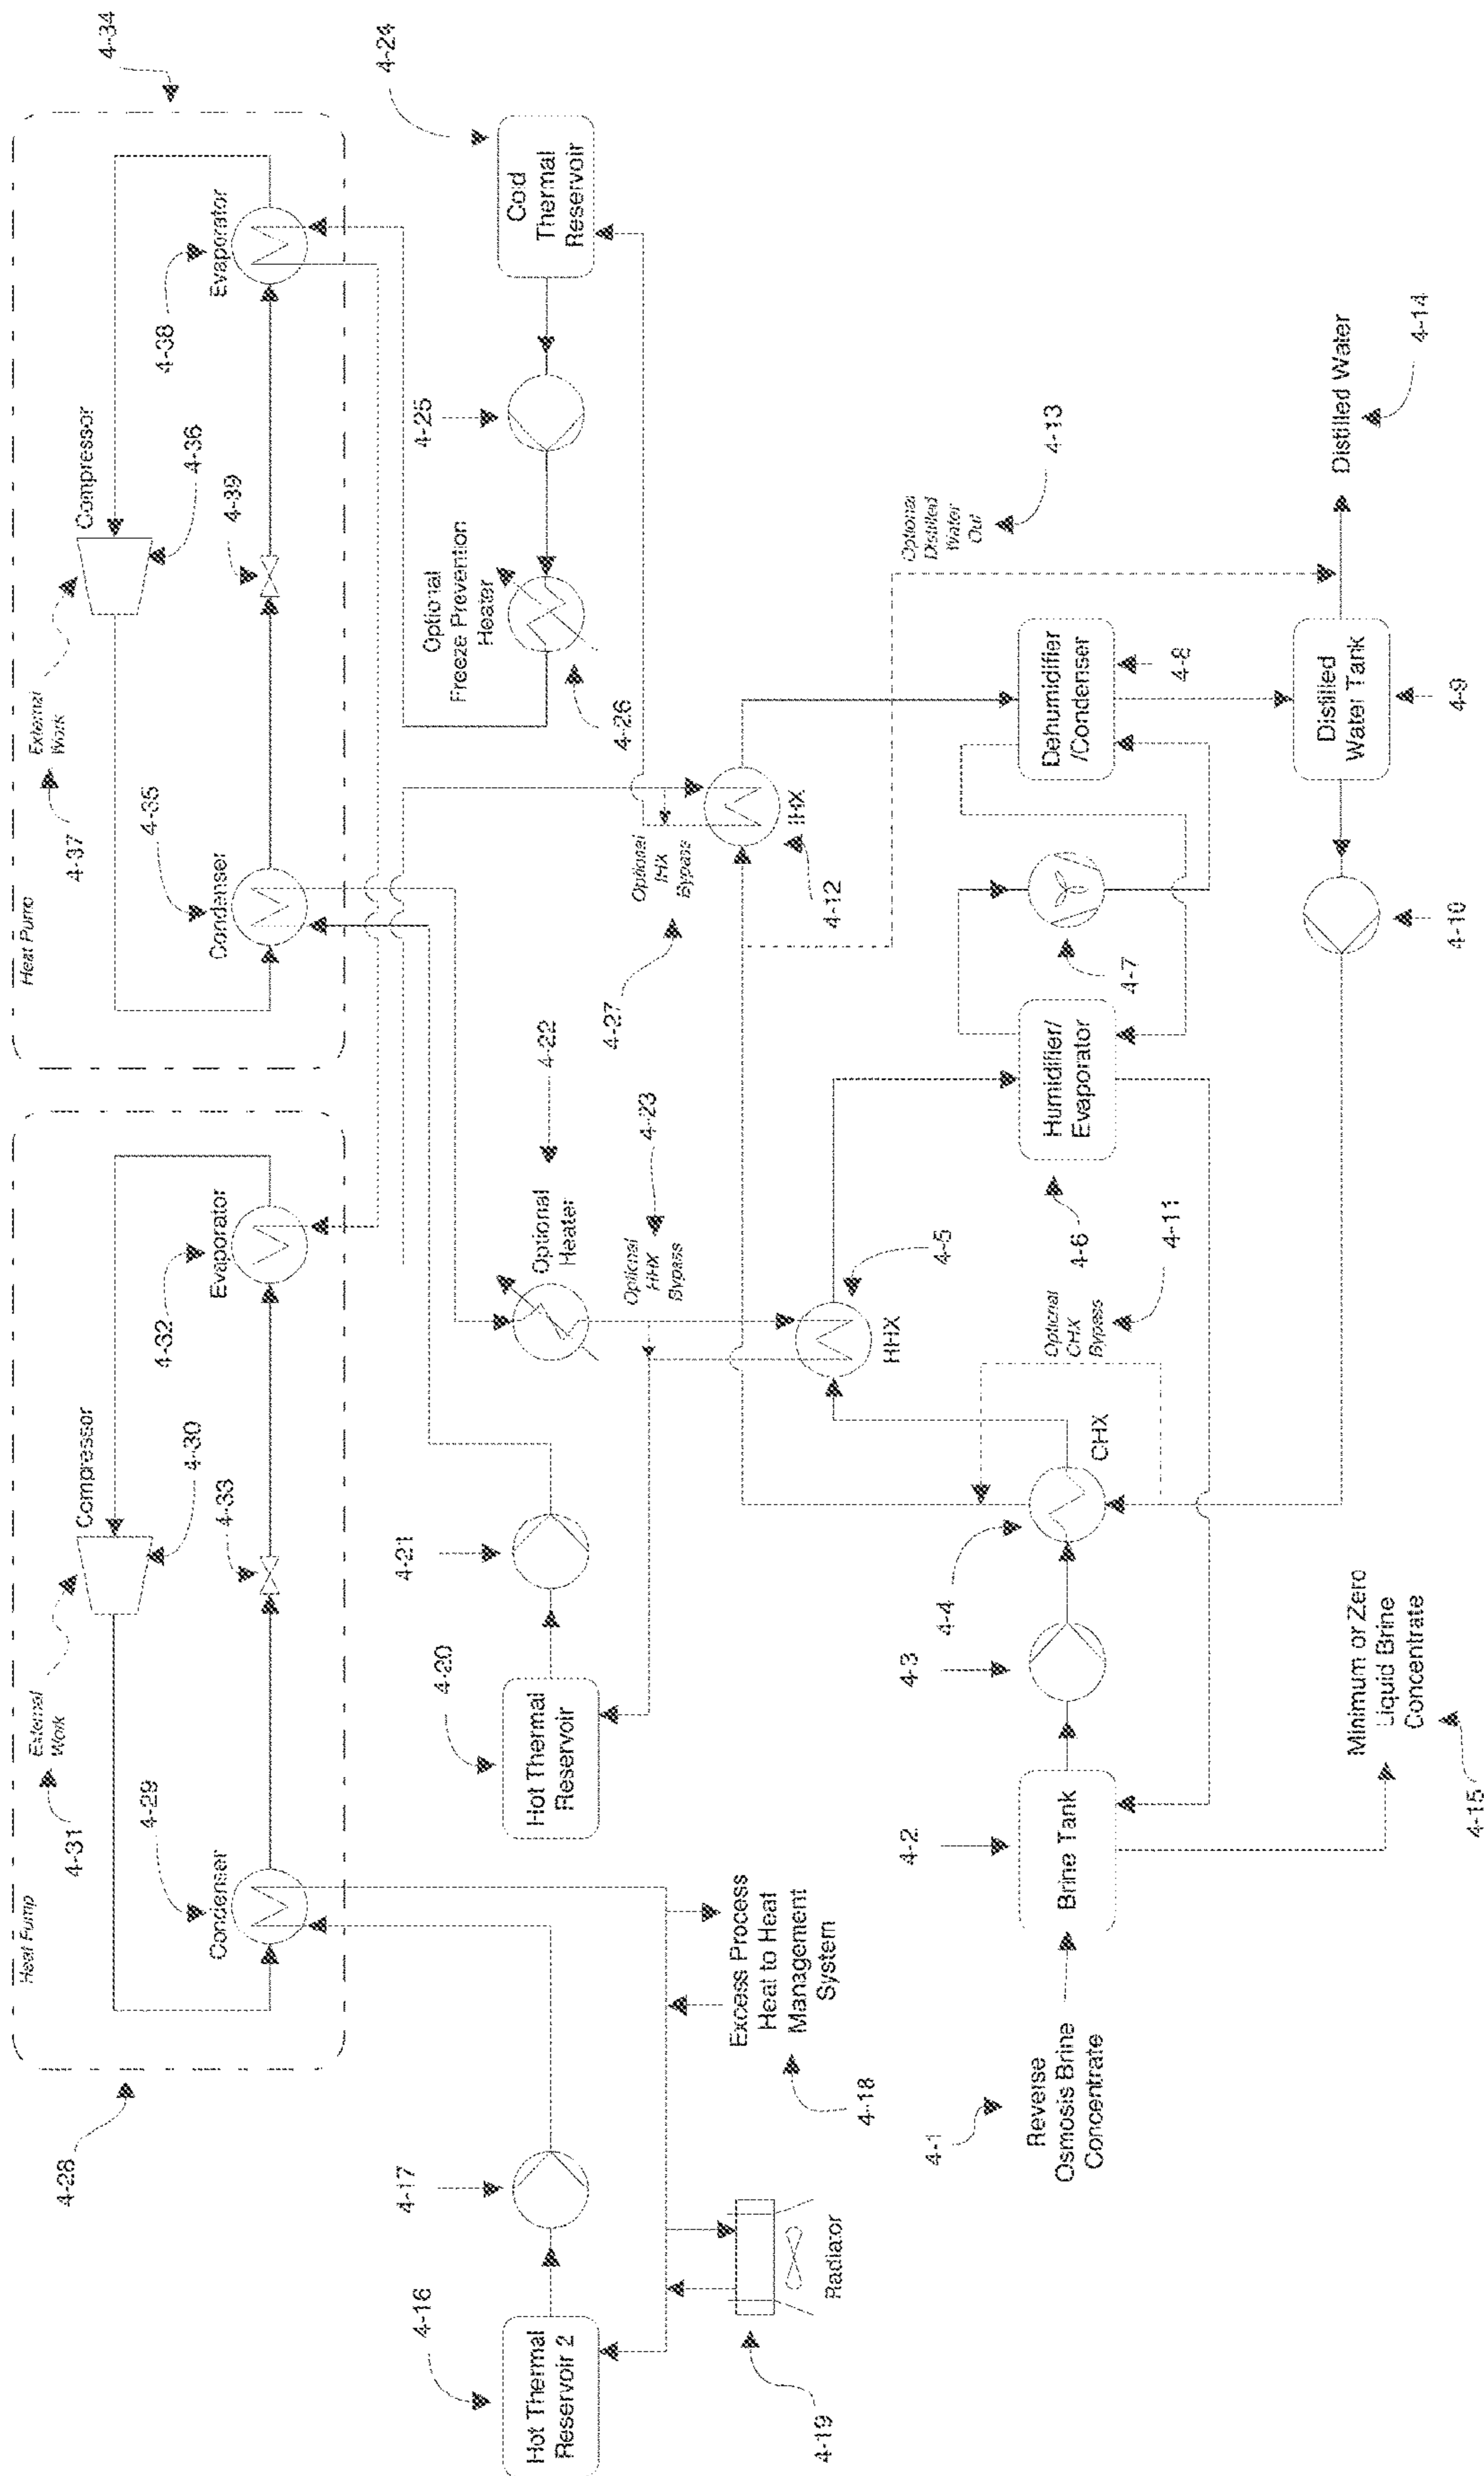 4-28
Heat Pump
4-31
External
Work
Compressor
4-30
4-29
Condenser
4-33
4-32
Evaporator
Heat Pump
4-37
External
Work
Compressor
4-36
4-35
Condenser
4-39
4-38
Evaporator
4-34
4-16
Hot Thermal
Reservoir 2
4-17
4-20
Hot Thermal
Reservoir
4-21
Optional
Heater
4-22
Optional
Freeze Prevention
Heater
4-26
4-25
Cold
Thermal
Reservoir
4-24
4-19
Radiator
Excess Process
Heat to Heat
Management
System
4-18
Optional
HHX
Bypass
4-23
Optional
IHX
Bypass
4-27
HHX
4-5
IHX
4-12
Optional
Distilled
Water
Out
4-13
4-1
Reverse
Osmosis Brine
Concentrate
4-2
Brine Tank
4-3
4-4
CHX
Optional
CHX
Bypass
4-11
4-6
Humidifier/
Evaporator
4-7
Dehumidifier
/Condenser
4-8
Minimum or Zero
Liquid Brine
Concentrate
4-15
4-10
Distilled
Water Tank
4-9
Distilled Water
4-14